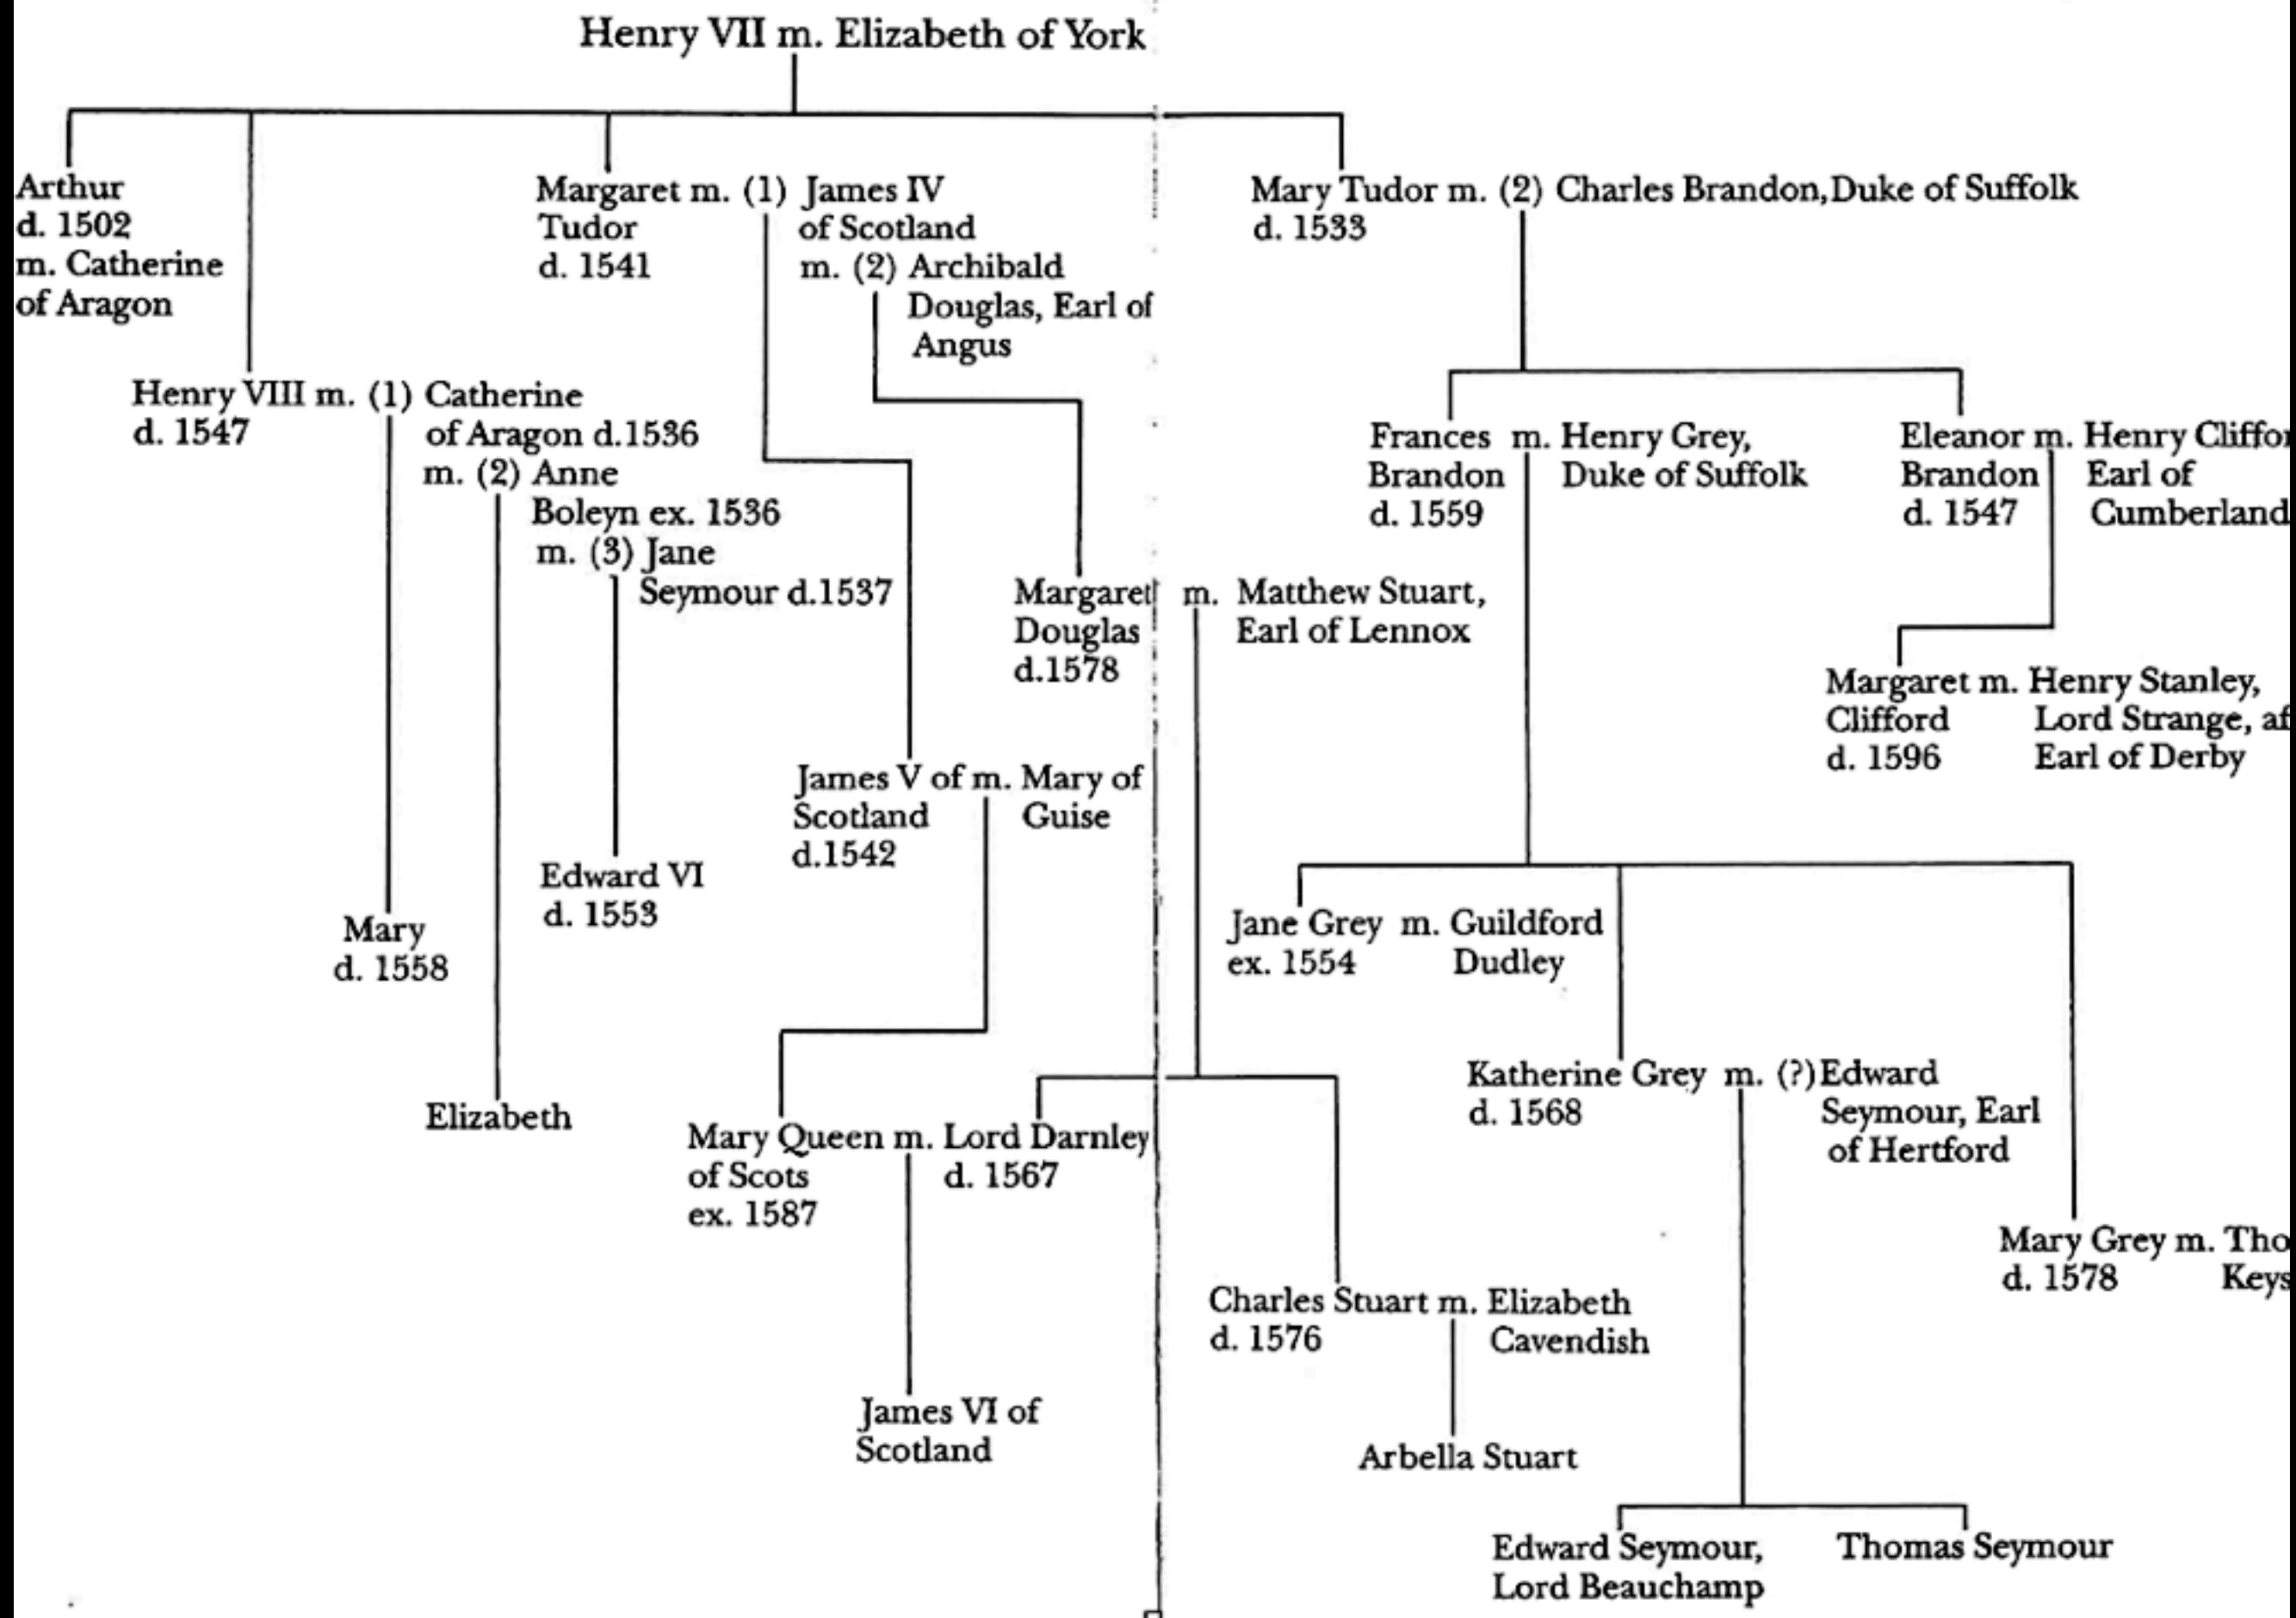 Henry VII m. Elizabeth of York
Arthur
d. 1502
m. Catherine
of Aragon
Margaret m. (1) James IV
Tudor of Scotland
d. 1541 m. (2) Archibald
Douglas, Earl of
Angus
Mary Tudor m. (2) Charles Brandon, Duke of Suffolk
d. 1533
Henry VIII m. (1) Catherine
d. 1547 of Aragon d.1536
m. (2) Anne
Boleyn ex. 1536
m. (3) Jane
Seymour d.1537
Frances m. Henry Grey,
Brandon Duke of Suffolk
d. 1559
Eleanor m. Henry
Brandon Earl of
d. 1547 Cumberland
Margaret m. Matthew Stuart,
Douglas Earl of Lennox
d.1578
Margaret m. Henry Stanley,
Clifford Lord Strange,
d. 1596 Earl of Derby
James V of m. Mary of
Scotland Guise
d.1542
Edward VI
d. 1553
Mary
d. 1558
Jane Grey m. Guildford
ex. 1554 Dudley
Katherine Grey m. (?) Edward
d. 1568 Seymour, Earl
of Hertford
Elizabeth
Mary Queen m. Lord Darnley
of Scots d. 1567
ex. 1587
Mary Grey m.
d. 1578 Keys
Charles Stuart m. Elizabeth
d. 1576 Cavendish
James VI of
Scotland
Arbella Stuart
Edward Seymour,
Lord Beauchamp
Thomas Seymour